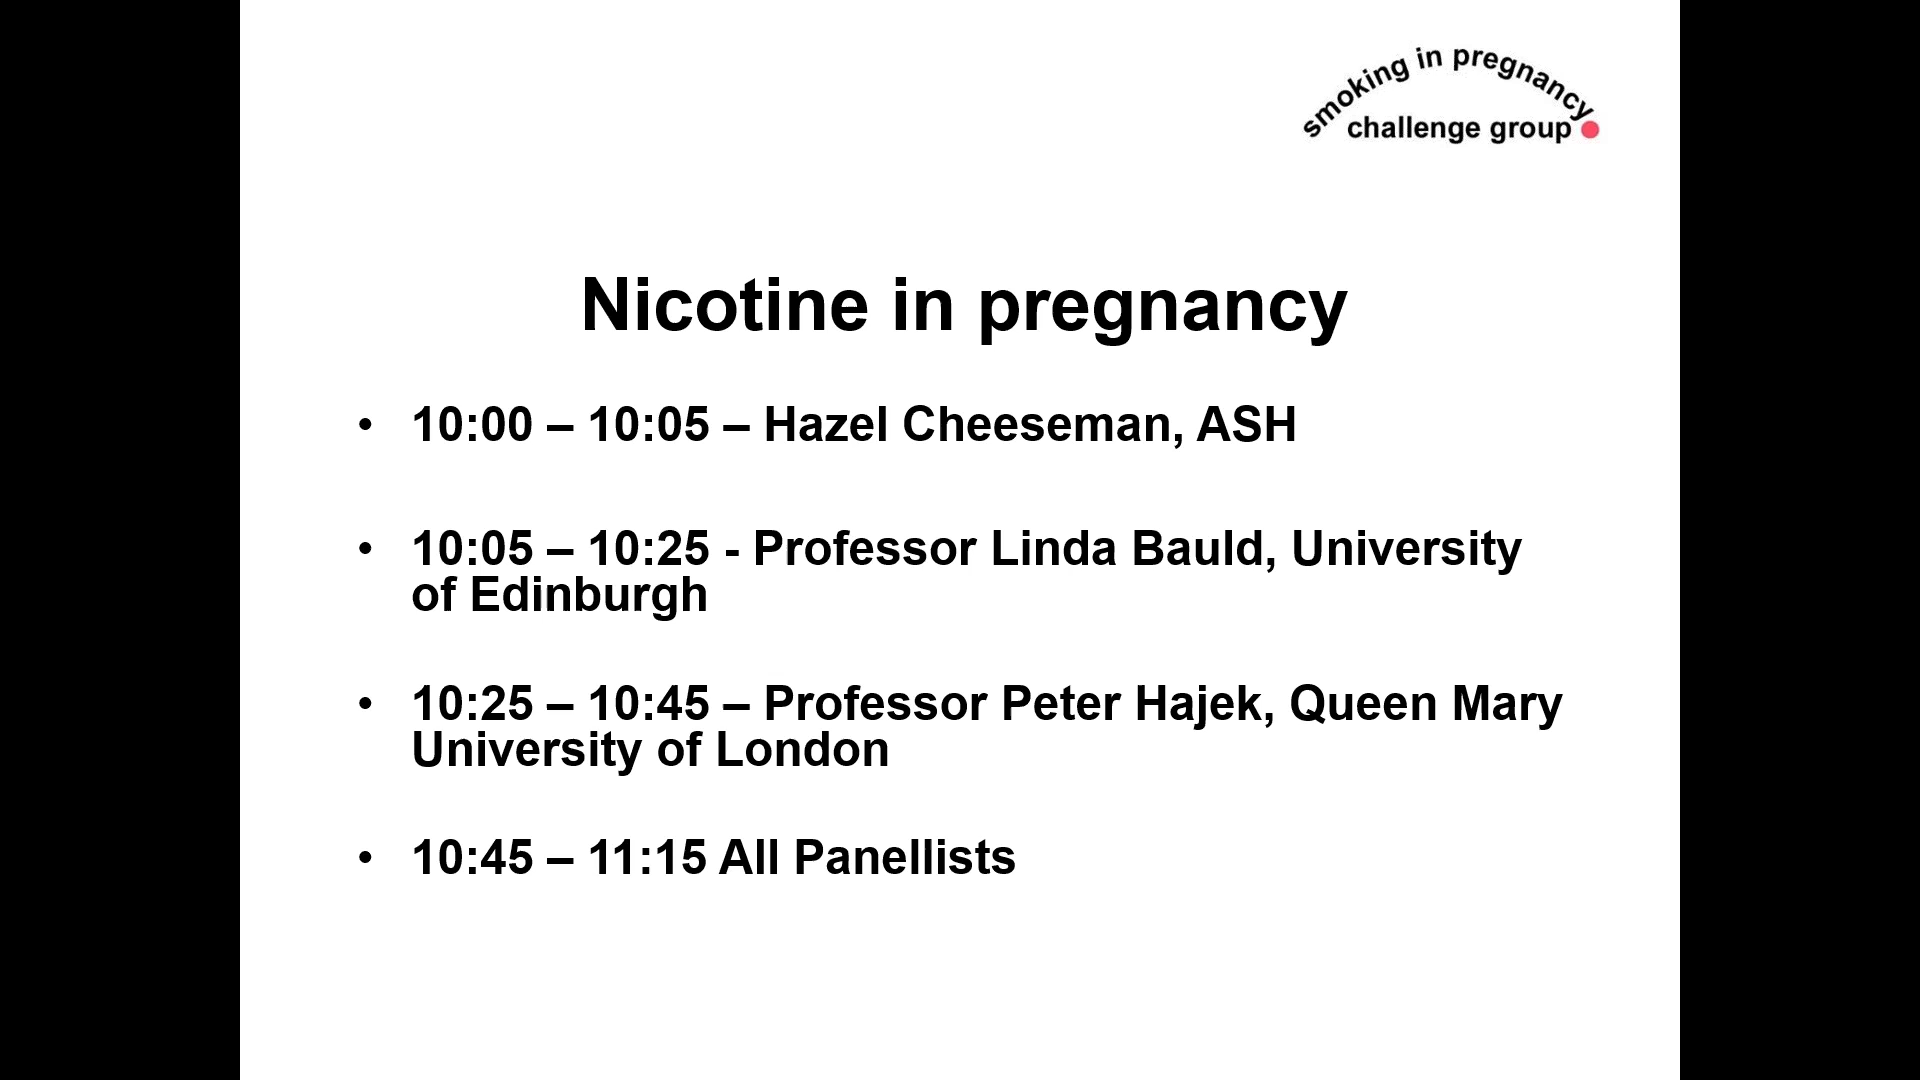 smoking in pregnancy
challenge group
Nicotine in pregnancy
• 10:00 – 10:05 – Hazel Cheeseman, ASH
• 10:05 – 10:25 - Professor Linda Bauld, University
of Edinburgh
• 10:25 – 10:45 – Professor Peter Hajek, Queen Mary
University of London
• 10:45 – 11:15 All Panellists